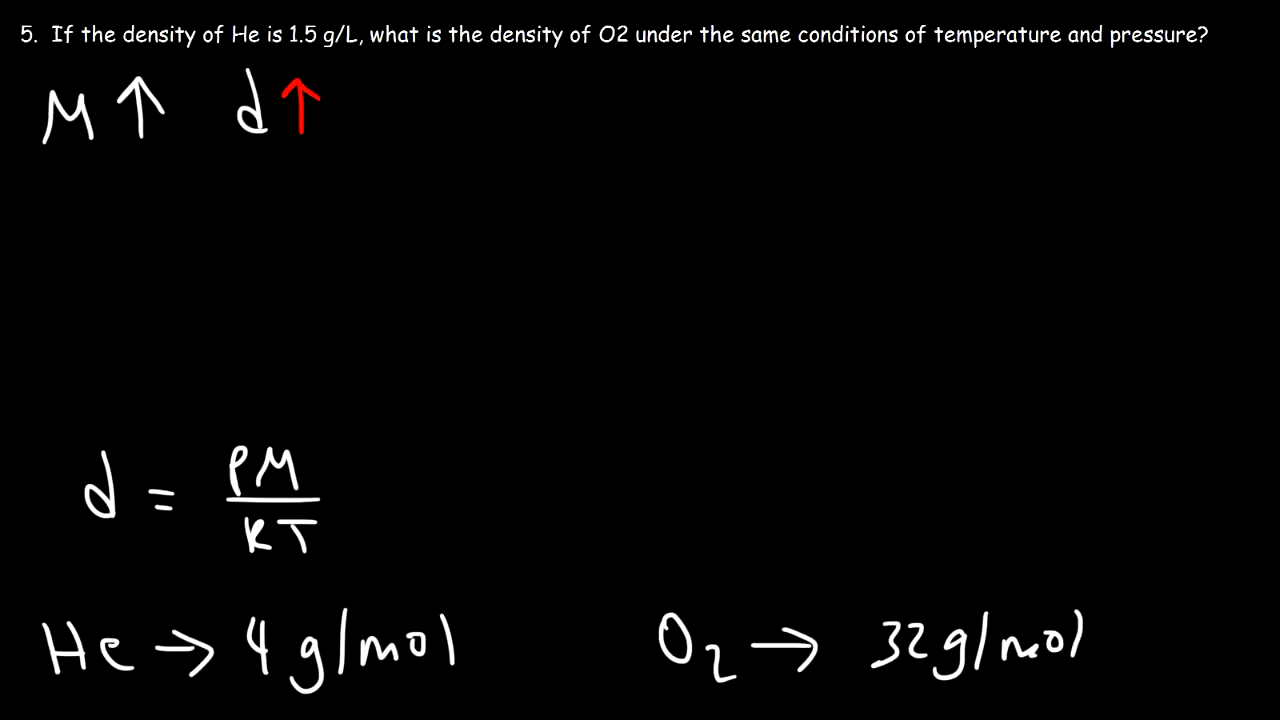 5. If the density of He is 1.5 g/L, what is the density of O2 under the same conditions of temperature and pressure?
M ↑ d ↑
d = PM / RT
He → 4 g/mol O₂ → 32 g/mol